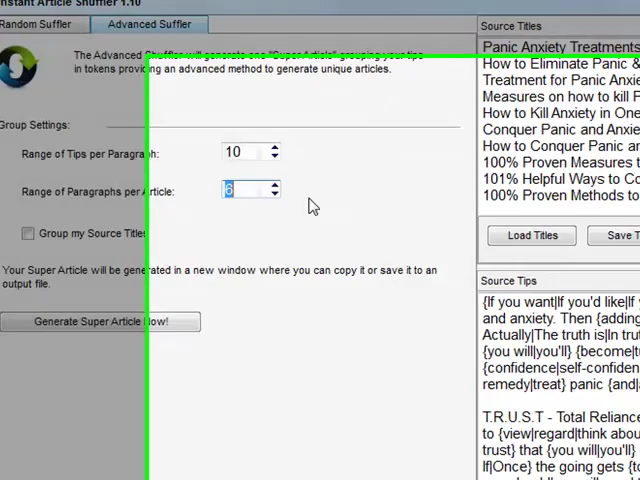 nstant Article Shuffler 1.10
Random Suffler
Advanced Suffler
The Advanced Shuffler will generate one "Super Article" grouping your tips
in tokens providing an advanced method to generate unique articles.
Group Settings:
Range of Tips per Paragraph:
10
Range of Paragraphs per Article:
6
Group my Source Titles
Your Super Article will be generated in a new window where you can copy it or save it to an
output file.
Generate Super Article Now!
Source Titles
Panic Anxiety Treatments
How to Eliminate Panic &
Treatment for Panic Anxie
Measures on how to kill P
How to Kill Anxiety in One
Conquer Panic and Anxie
How to Conquer Panic ar
100% Proven Measures t
101% Helpful Ways to Co
100% Proven Methods to
Load Titles
Save T
Source Tips
{If you want|If you'd like|If
and anxiety. Then {adding
Actually|The truth is|In trut
{you will|you'll} {become|t
{confidence|self-confiden
remedy|treat} panic {and|a
T.R.U.S.T - Total Reliance
to {view|regard|think abou
trust} that {you will|you'll}
If|Once} the going gets {to